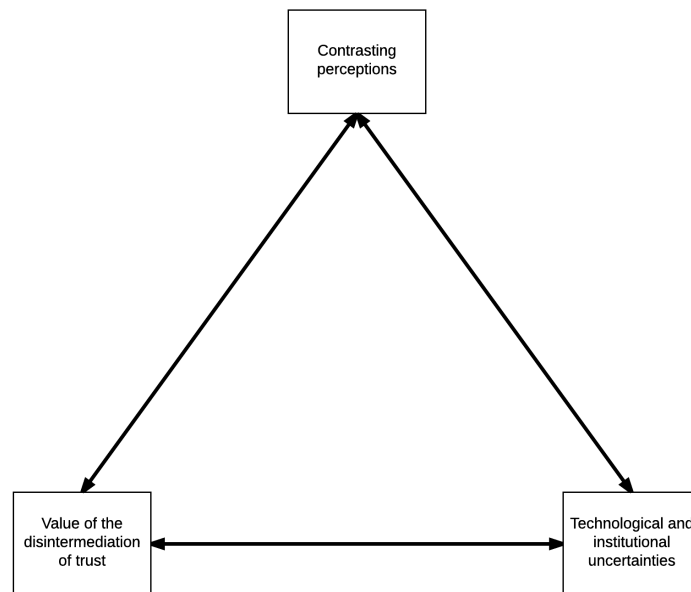 Contrasting
perceptions
Value of the
disintermediation
of trust
Technological and
institutional
uncertainties